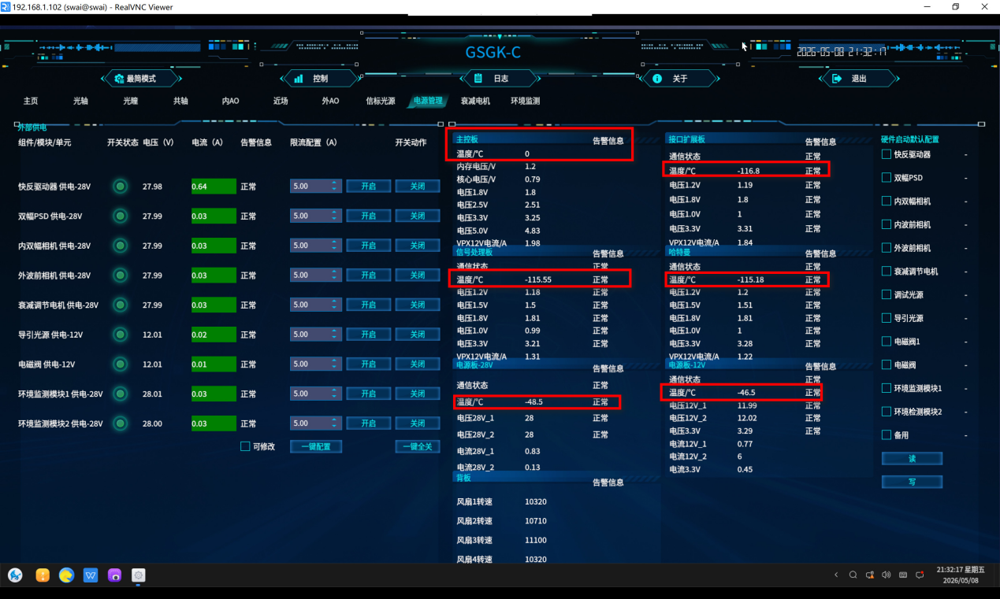 192.168.1.102 (swai@swai) - RealVNC Viewer
GSGK-C
2026-05-08 21:32:17
最简模式 控制 日志 关于 退出
主页 光轴 光瞳 共轴 内AO 近场 外AO 信标光源 电源管理 衰减电机 环境监测
外部供电
组件/模块/单元 开关状态 电压（V） 电流（A） 告警信息 限流配置（A） 开关动作
快反驱动器 供电-28V 27.98 0.64 正常 5.00 开启 关闭
双幅PSD 供电-28V 27.99 0.03 正常 5.00 开启 关闭
内双幅相机 供电-28V 27.99 0.03 正常 5.00 开启 关闭
外波前相机 供电-28V 27.99 0.03 正常 5.00 开启 关闭
衰减调节电机 供电-28V 27.99 0.03 正常 5.00 开启 关闭
导引光源 供电-12V 12.01 0.02 正常 5.00 开启 关闭
电磁阀 供电-12V 12.01 0.01 正常 5.00 开启 关闭
环境监测模块1 供电-28V 28.01 0.03 正常 5.00 开启 关闭
环境监测模块2 供电-28V 28.00 0.03 正常 5.00 开启 关闭
可修改 一键配置 一键全关
主控板 告警信息
温度/℃ 0
内存电压/V 1.2
核心电压/V 0.79
电压1.8V 1.8
电压2.5V 2.51
电压3.3V 3.25
电压5.0V 4.83
VPX12V电流/A 1.98
信号处理板 告警信息
通信状态 正常
温度/℃ -115.55 正常
电压1.2V 1.18 正常
电压1.5V 1.5 正常
电压1.8V 1.81 正常
电压1.0V 0.99 正常
电压3.3V 3.21 正常
VPX12V电流/A 1.31
电源板-28V 告警信息
通信状态 正常
温度/℃ -48.5 正常
电压28V_1 28 正常
电压28V_2 28 正常
电流28V_1 0.83
电流28V_2 0.13
背板 告警信息
风扇1转速 10320
风扇2转速 10710
风扇3转速 11100
风扇4转速 10320
接口扩展板 告警信息
通信状态 正常
温度/℃ -116.8 正常
电压1.2V 1.19 正常
电压1.8V 1.8 正常
电压1.0V 1 正常
电压3.3V 3.31 正常
VPX12V电流/A 1.84
哈特曼 告警信息
通信状态 正常
温度/℃ -115.18 正常
电压1.2V 1.2 正常
电压1.5V 1.51 正常
电压1.8V 1.81 正常
电压1.0V 1 正常
电压3.3V 3.28 正常
VPX12V电流/A 1.22
电源板-12V 告警信息
通信状态 正常
温度/℃ -46.5 正常
电压12V_1 11.99 正常
电压12V_2 12.02 正常
电压3.3V 3.29 正常
电流12V_1 0.77
电流12V_2 6
电流3.3V 0.45
硬件启动默认配置
快反驱动器 -
双幅PSD -
内双幅相机 -
内波前相机 -
外波前相机 -
衰减调节电机 -
调试光源 -
导引光源 -
电磁阀1 -
电磁阀 -
环境监测模块1 -
环境检测模块2 -
备用 -
读
写
21:32:17 星期五
2026/05/08